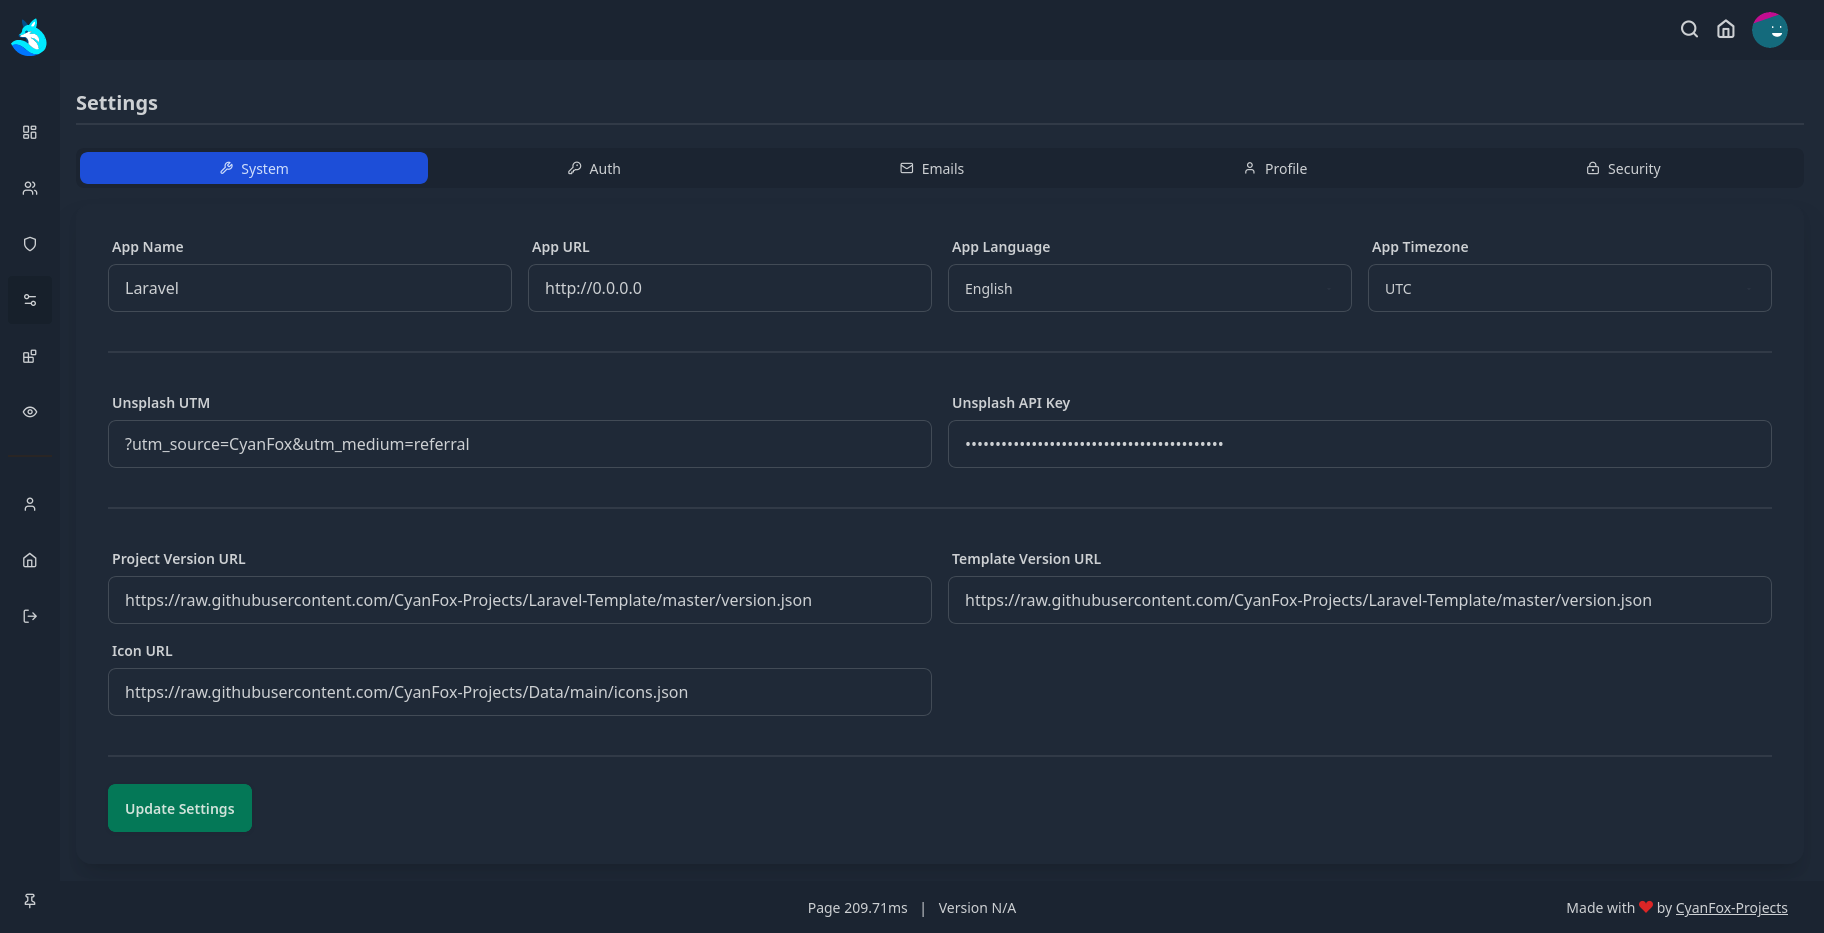 Settings
System
Auth
Emails
Profile
Security
App Name
App URL
App Language
App Timezone
Laravel
http://0.0.0.0
English
UTC
Unsplash UTM
Unsplash API Key
?utm_source=CyanFox&utm_medium=referral
•••••••••••••••••••••••••••••••••••••••••••
Project Version URL
Template Version URL
https://raw.githubusercontent.com/CyanFox-Projects/Laravel-Template/master/version.json
https://raw.githubusercontent.com/CyanFox-Projects/Laravel-Template/master/version.json
Icon URL
https://raw.githubusercontent.com/CyanFox-Projects/Data/main/icons.json
Update Settings
Page 209.71ms | Version N/A
Made with ❤ by CyanFox-Projects